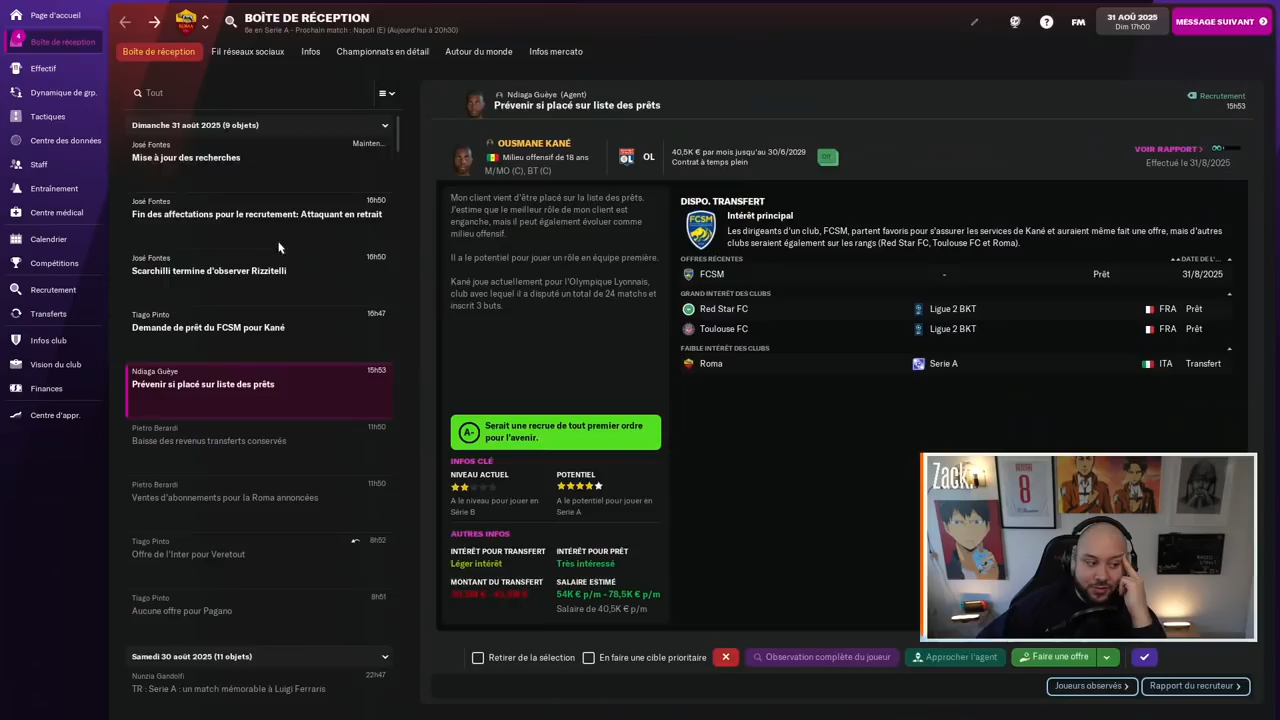 Page d'accueil
4
Boîte de réception
Effectif
Dynamique de grp.
Tactiques
Centre des données
Staff
Entraînement
Centre médical
Calendrier
Compétitions
Recrutement
Transferts
Infos club
Vision du club
Finances
Centre d'appr.
BOÎTE DE RÉCEPTION
6e en Serie A - Prochain match : Napoli (E) (Aujourd'hui à 20h30)
FM
31 AOÛ 2025
Dim 17h00
MESSAGE SUIVANT
Boîte de réception
Fil réseaux sociaux
Infos
Championnats en détail
Autour du monde
Infos mercato
Tout
Dimanche 31 août 2025 (9 objets)
José Fontes
Mainten...
Mise à jour des recherches
José Fontes
16h50
Fin des affectations pour le recrutement: Attaquant en retrait
José Fontes
16h50
Scarchilli termine d'observer Rizzitelli
Tiago Pinto
16h47
Demande de prêt du FCSM pour Kané
Ndiaga Guèye
15h53
Prévenir si placé sur liste des prêts
Pietro Berardi
11h50
Baisse des revenus transferts conservés
Pietro Berardi
11h50
Ventes d'abonnements pour la Roma annoncées
Tiago Pinto
8h52
Offre de l'Inter pour Veretout
Tiago Pinto
8h51
Aucune offre pour Pagano
Samedi 30 août 2025 (11 objets)
Nunzia Gandolfi
22h47
TR : Serie A : un match mémorable à Luigi Ferraris
Ndiaga Guèye (Agent)
Prévenir si placé sur liste des prêts
Recrutement
15h53
OUSMANE KANÉ
Milieu offensif de 18 ans
M/MO (C), BT (C)
OL
40,5K € par mois jusqu'au 30/6/2029
Contrat à temps plein
Off
VOIR RAPPORT >
Effectué le 31/8/2025
Mon client vient d'être placé sur la liste des prêts.
J'estime que le meilleur rôle de mon client est
enganche, mais il peut également évoluer comme
milieu offensif.
Il a le potentiel pour jouer un rôle en équipe première.
Kané joue actuellement pour l'Olympique Lyonnais,
club avec lequel il a disputé un total de 24 matchs et
inscrit 3 buts.
A-
Serait une recrue de tout premier ordre
pour l'avenir.
INFOS CLÉ
NIVEAU ACTUEL
POTENTIEL
A le niveau pour jouer en
Série B
A le potentiel pour jouer en
Serie A
AUTRES INFOS
INTÉRÊT POUR TRANSFERT
INTÉRÊT POUR PRÊT
Léger intérêt
Très intéressé
MONTANT DU TRANSFERT
SALAIRE ESTIMÉ
54K € p/m - 78,5K € p/m
Salaire de 40,5K € p/m
DISPO. TRANSFERT
FCSM
Intérêt principal
Les dirigeants d'un club, FCSM, partent favoris pour s'assurer les services de Kané et auraient même fait une offre, mais d'autres
clubs seraient également sur les rangs (Red Star FC, Toulouse FC et Roma).
OFFRES RÉCENTES
DATE DE L'...
FCSM
-
Prêt
31/8/2025
GRAND INTÉRÊT DES CLUBS
Red Star FC
Ligue 2 BKT
FRA
Prêt
Toulouse FC
Ligue 2 BKT
FRA
Prêt
FAIBLE INTÉRÊT DES CLUBS
Roma
Serie A
ITA
Transfert
Zack
8
Retirer de la sélection
En faire une cible prioritaire
Observation complète du joueur
Approcher l'agent
Faire une offre
Joueurs observés >
Rapport du recruteur >